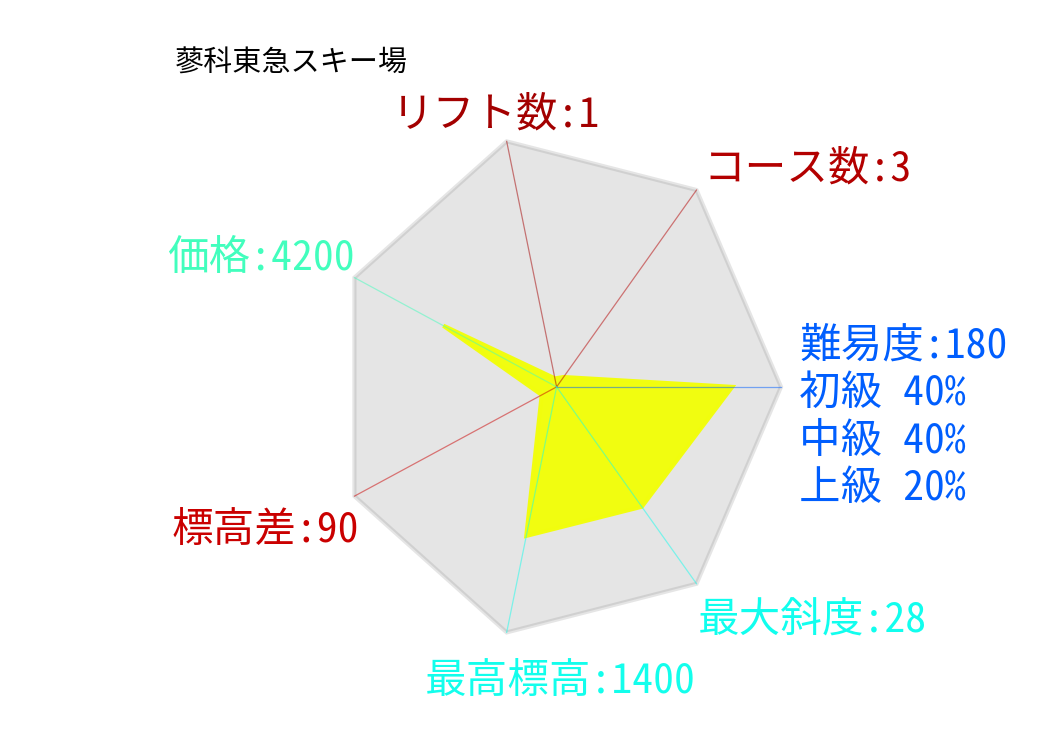 蓼科東急スキー場
リフト数:1
コース数:3
価格:4200
難易度:180
初級 40%
中級 40%
上級 20%
標高差:90
最大斜度:28
最高標高:1400